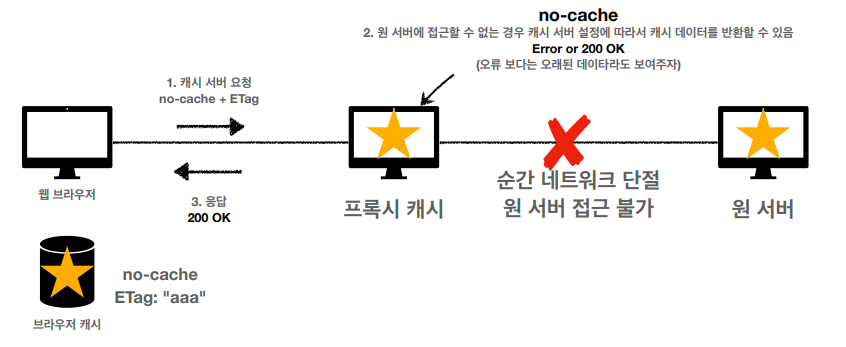 no-cache
2. 원 서버에 접근할 수 없는 경우 캐시 서버 설정에 따라서 캐시 데이터를 반환할 수 있음
Error or 200 OK
(오류 보다는 오래된 데이타라도 보여주자)
1. 캐시 서버 요청
no-cache + ETag
웹 브라우저
3. 응답
200 OK
프록시 캐시
순간 네트워크 단절
원 서버 접근 불가
원 서버
no-cache
ETag: "aaa"
브라우저 캐시